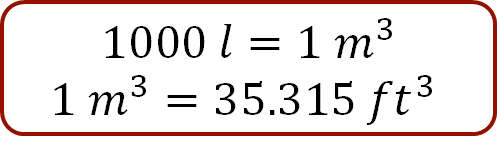 1000 l = 1 m³
1 m³ = 35.315 ft³